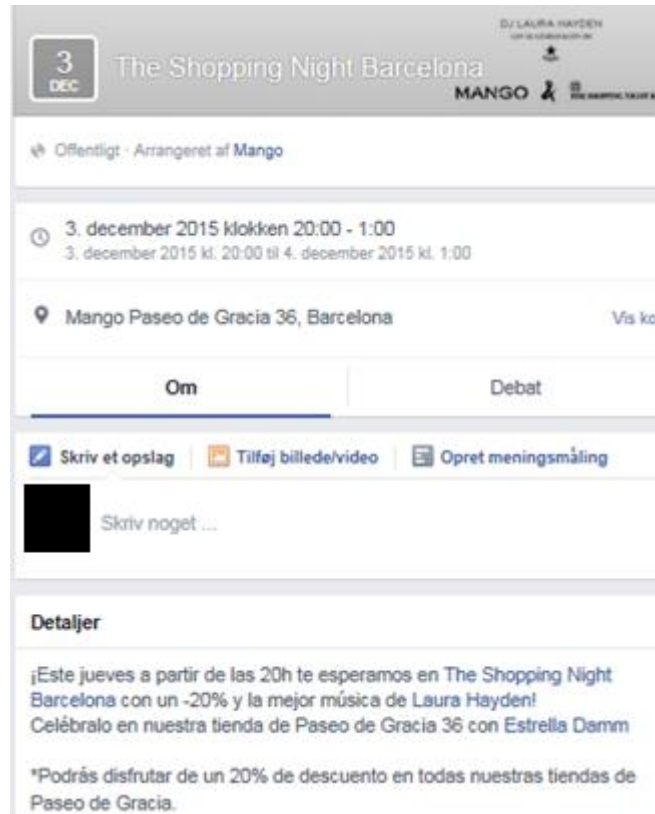 DJ LAURA HAYDEN
con la colaboración de
3
DEC
The Shopping Night Barcelona
MANGO
Offentligt · Arrangeret af Mango
3. december 2015 klokken 20:00 - 1:00
3. december 2015 kl. 20:00 til 4. december 2015 kl. 1:00
Mango Paseo de Gracia 36, Barcelona Vis ko
Om Debat
Skriv et opslag Tilføj billede/video Opret meningsmåling
Skriv noget ...
Detaljer
¡Este jueves a partir de las 20h te esperamos en The Shopping Night
Barcelona con un -20% y la mejor música de Laura Hayden!
Celébralo en nuestra tienda de Paseo de Gracia 36 con Estrella Damm
*Podrás disfrutar de un 20% de descuento en todas nuestras tiendas de
Paseo de Gracia.